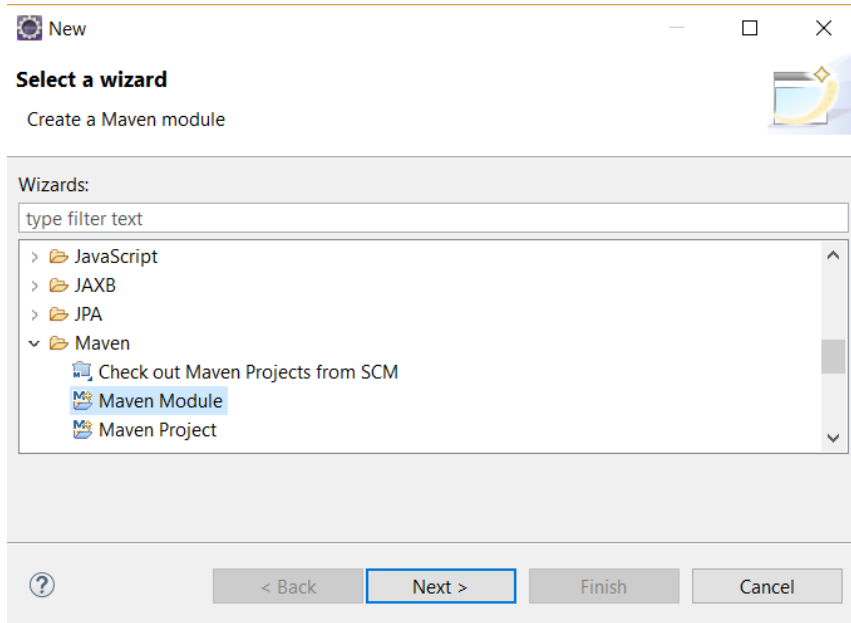 New
Select a wizard
Create a Maven module
Wizards:
type filter text
JavaScript
JAXB
JPA
Maven
Check out Maven Projects from SCM
Maven Module
Maven Project
< Back Next > Finish Cancel